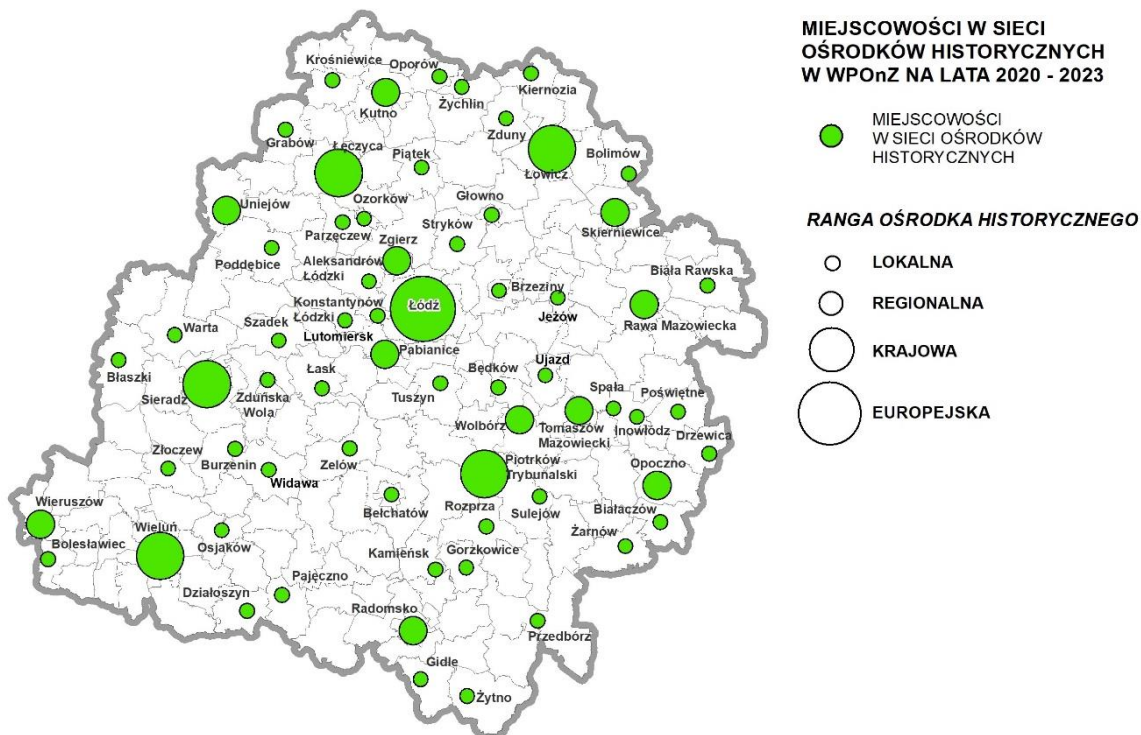 MIEJSCOWOŚCI W SIECI
OŚRODKÓW HISTORYCZNYCH
W WPOnZ NA LATA 2020 - 2023
MIEJSCOWOŚCI
W SIECI OŚRODKÓW
HISTORYCZNYCH
RANGA OŚRODKA HISTORYCZNEGO
LOKALNA
REGIONALNA
KRAJOWA
EUROPEJSKA
Krośniewice
Oporów
Kiernozia
Kutno
Żychlin
Zduny
Grabów
Łęczyca
Piątek
Łowicz
Bolimów
Uniejów
Ozorków
Głowno
Parzęczew
Stryków
Skierniewice
Zgierz
Poddębice
Aleksandrów
Łódzki
Biała Rawska
Brzeziny
Konstantynów
Łódzki
Łódź
Jeżów
Rawa Mazowiecka
Warta
Szadek
Lutomiersk
Pabianice
Błaszki
Sieradz
Zduńska
Wola
Łask
Tuszyn
Będków
Ujazd
Spała
Poświętne
Wolbórz
Tomaszów
Mazowiecki
Inowłódz
Drzewica
Złoczew
Burzenin
Widawa
Zelów
Piotrków
Trybunalski
Opoczno
Wieruszów
Bełchatów
Rozprza
Sulejów
Białaczów
Bolesławiec
Wieluń
Osjaków
Żarnów
Kamieńsk
Gorzkowice
Działoszyn
Pajęczno
Radomsko
Przedbórz
Gidle
Żytno